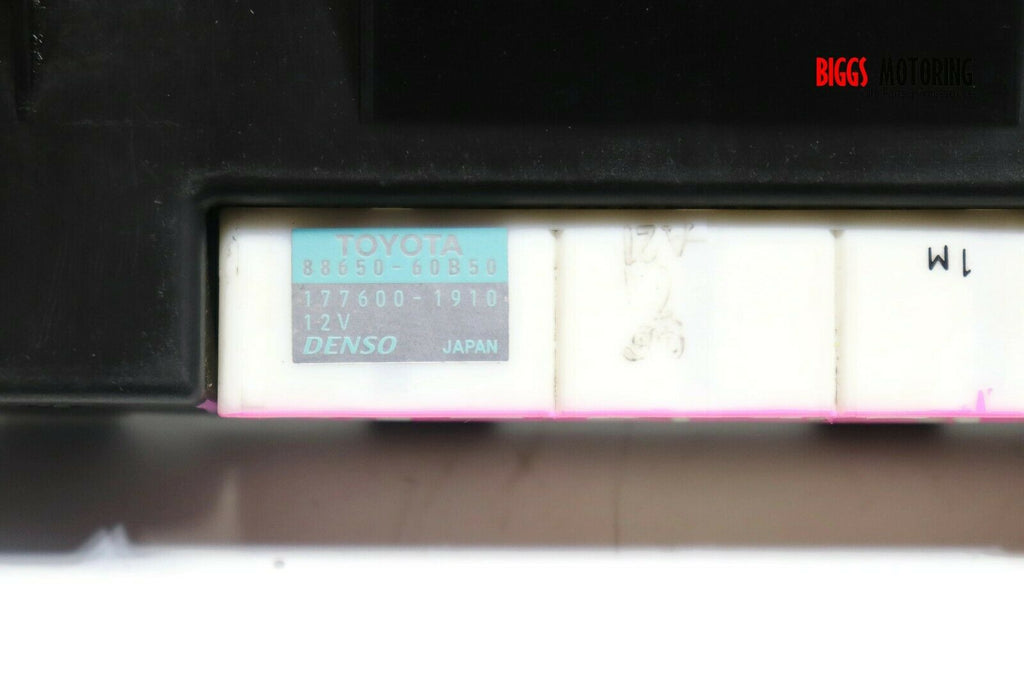 BIGGS MOTORING
TOYOTA
88650-60B50
177600-1910
12V
DENSO JAPAN
1M